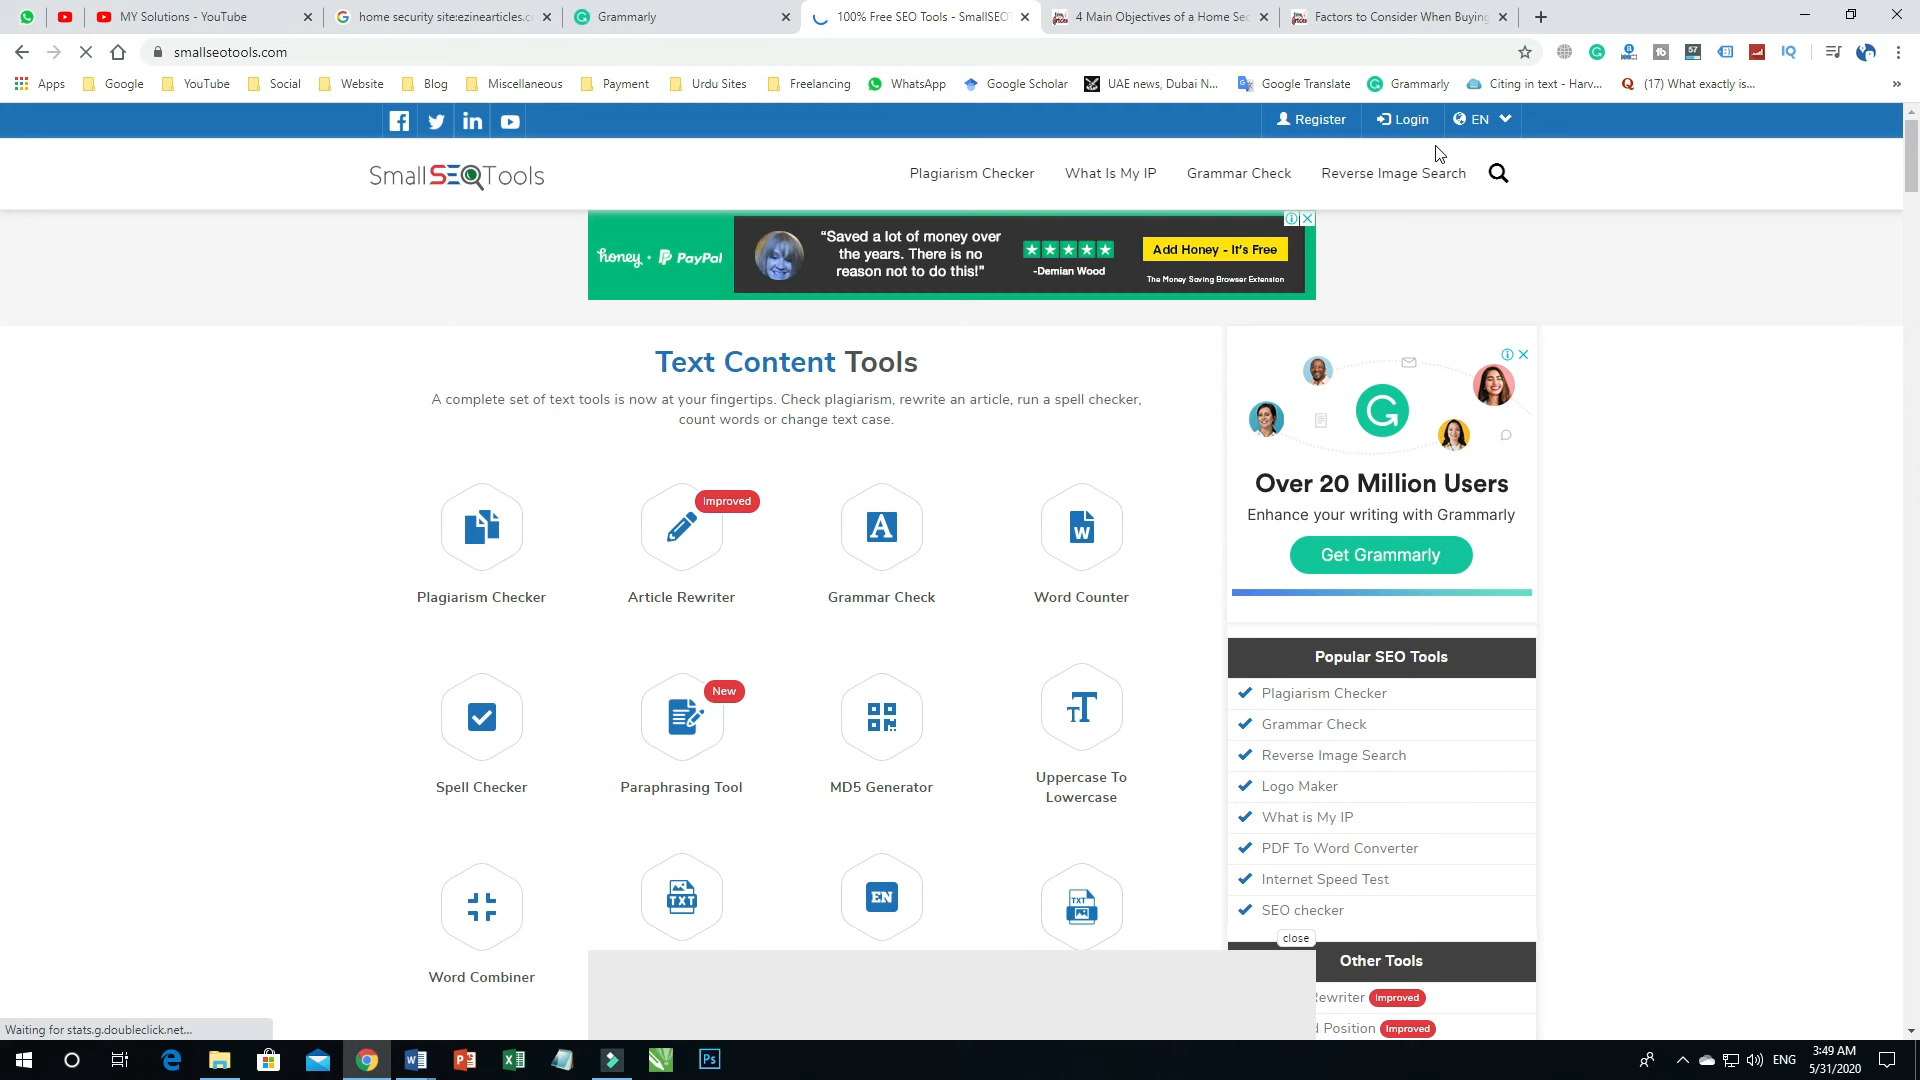 MY Solutions - YouTube
home security site:ezinearticles.c
Grammarly
100% Free SEO Tools - SmallSEOT
4 Main Objectives of a Home Sec
Factors to Consider When Buying
smallseotools.com
57
IQ
Apps
Google
YouTube
Social
Website
Blog
Miscellaneous
Payment
Urdu Sites
Freelancing
WhatsApp
Google Scholar
UAE news, Dubai N...
Google Translate
Grammarly
Citing in text - Harv...
(17) What exactly is...
Register
Login
EN
SmallSEOTools
Plagiarism Checker
What Is My IP
Grammar Check
Reverse Image Search
honey + PayPal
“Saved a lot of money over
the years. There is no
reason not to do this!”
-Demian Wood
Add Honey - It's Free
The Money Saving Browser Extension
Text Content Tools
A complete set of text tools is now at your fingertips. Check plagiarism, rewrite an article, run a spell checker,
count words or change text case.
Over 20 Million Users
Enhance your writing with Grammarly
Get Grammarly
Plagiarism Checker
Improved
Article Rewriter
A
Grammar Check
W
Word Counter
Spell Checker
New
Paraphrasing Tool
MD5 Generator
TT
Uppercase To
Lowercase
Word Combiner
TXT
EN
TXT
Popular SEO Tools
Plagiarism Checker
Grammar Check
Reverse Image Search
Logo Maker
What is My IP
PDF To Word Converter
Internet Speed Test
SEO checker
close
Other Tools
Rewriter Improved
d Position Improved
Waiting for stats.g.doubleclick.net...
Ps
ENG
3:49 AM
5/31/2020